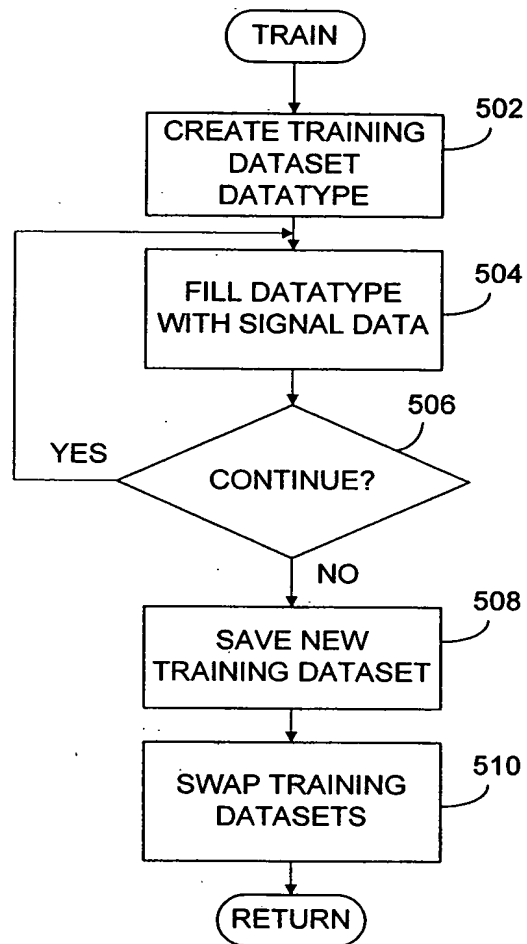 TRAIN
502
CREATE TRAINING
DATASET
DATATYPE
504
FILL DATATYPE
WITH SIGNAL DATA
506
YES
CONTINUE?
NO
508
SAVE NEW
TRAINING DATASET
510
SWAP TRAINING
DATASETS
RETURN